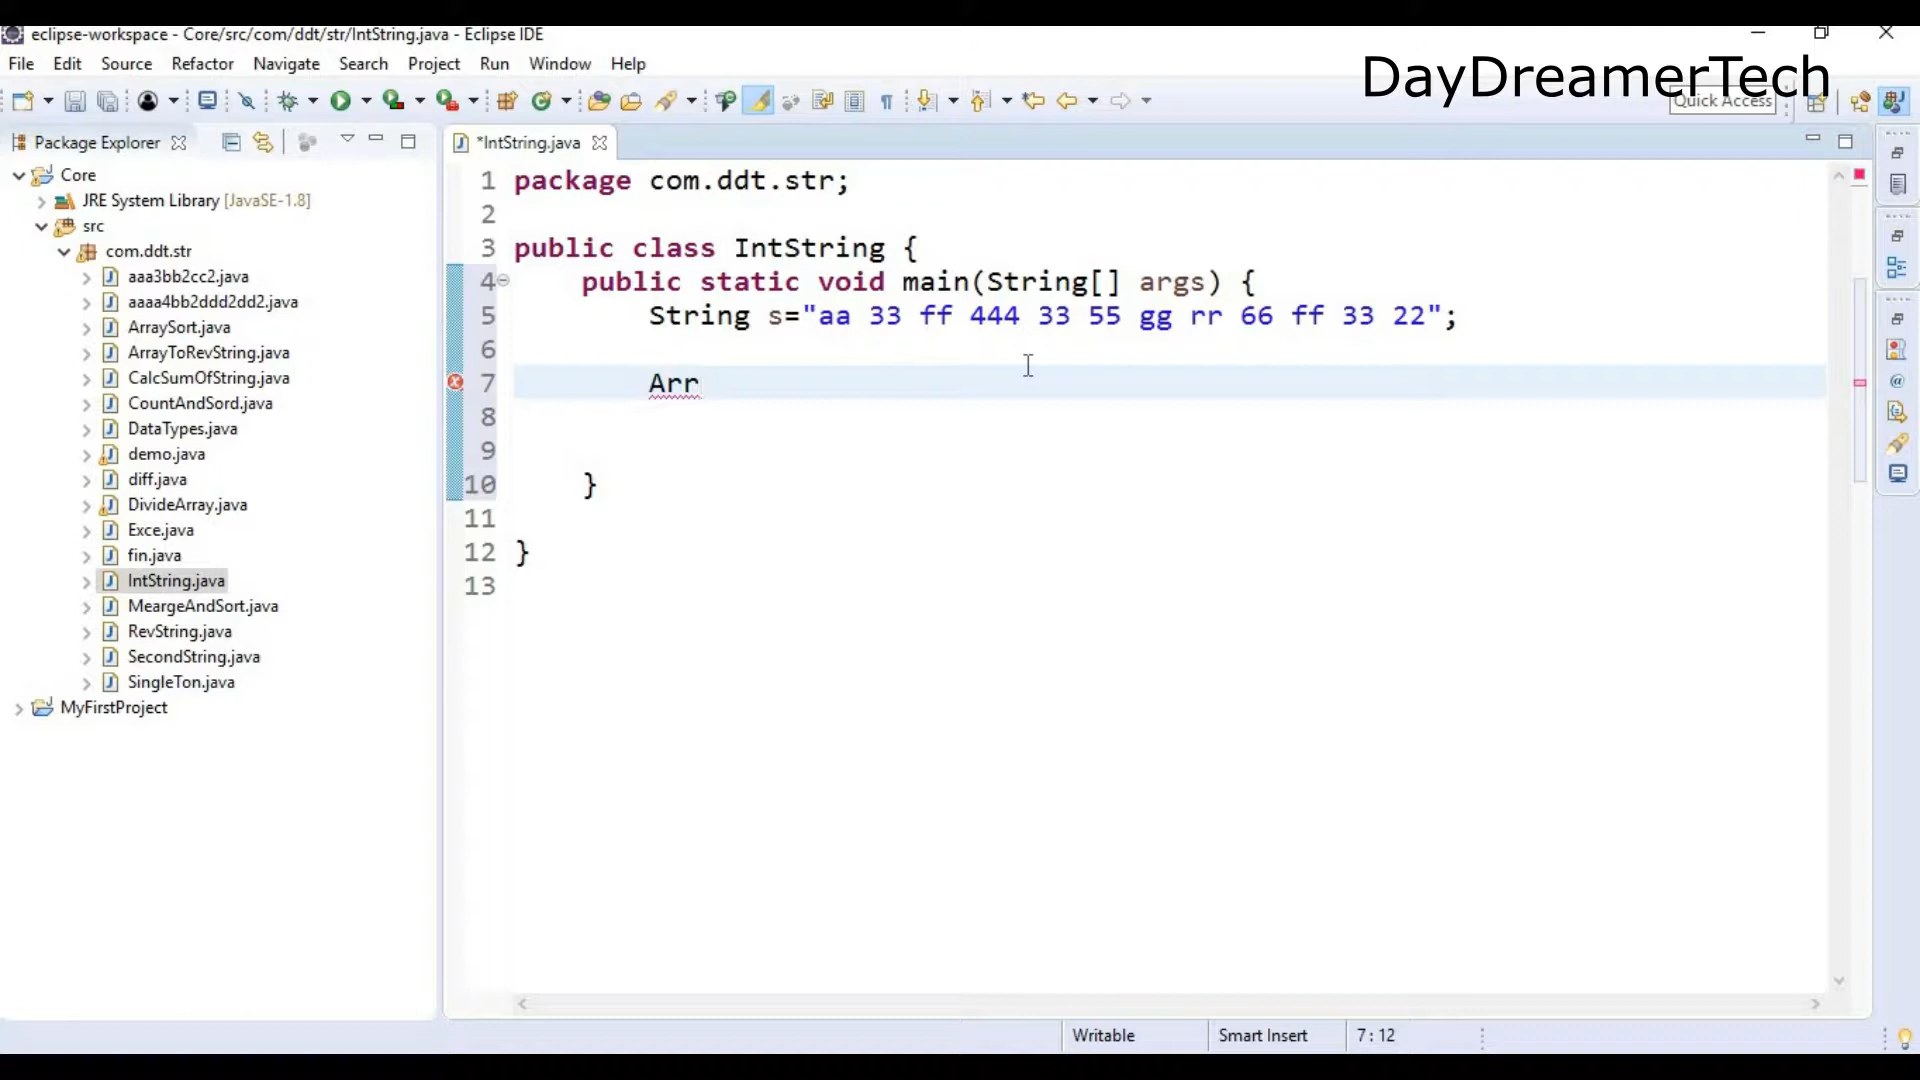 eclipse-workspace - Core/src/com/ddt/str/IntString.java - Eclipse IDE
File Edit Source Refactor Navigate Search Project Run Window Help
DayDreamerTech
Quick Access
Package Explorer
Core
JRE System Library [JavaSE-1.8]
src
com.ddt.str
aaa3bb2cc2.java
aaaa4bb2ddd2dd2.java
ArraySort.java
ArrayToRevString.java
CalcSumOfString.java
CountAndSord.java
DataTypes.java
demo.java
diff.java
DivideArray.java
Exce.java
fin.java
IntString.java
MeargeAndSort.java
RevString.java
SecondString.java
SingleTon.java
MyFirstProject
*IntString.java
1 package com.ddt.str;
2
3 public class IntString {
4 public static void main(String[] args) {
5 String s="aa 33 ff 444 33 55 gg rr 66 ff 33 22";
6
7 Arr
8
9
10 }
11
12 }
13
Writable Smart Insert 7 : 12